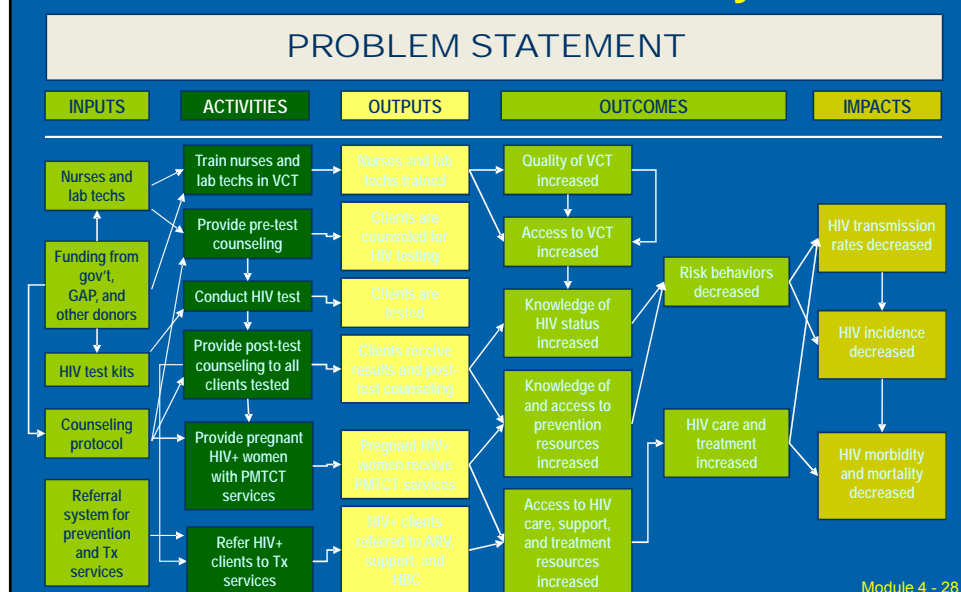 PROBLEM STATEMENT
INPUTS
ACTIVITIES
OUTPUTS
OUTCOMES
IMPACTS
Nurses and
lab techs
Funding from
gov't,
GAP, and
other donors
HIV test kits
Counseling
protocol
Referral
system for
prevention
and Tx
services
Train nurses and
lab techs in VCT
Provide pre-test
counseling
Conduct HIV test
Provide post-test
counseling to all
clients tested
Provide pregnant
HIV+ women
with PMTCT
services
Refer HIV+
clients to Tx
services
Nurses and lab
techs trained
Clients are
counseled for
HIV testing
Clients are
tested
Clients receive
results and post-
test counseling
Pregnant HIV+
women receive
PMTCT services
HIV+ clients
referred to ARV,
support, and
HBC
Quality of VCT
increased
Access to VCT
increased
Knowledge of
HIV status
increased
Knowledge of
and access to
prevention
resources
increased
Access to HIV
care, support,
and treatment
resources
increased
Risk behaviors
decreased
HIV care and
treatment
increased
HIV transmission
rates decreased
HIV incidence
decreased
HIV morbidity
and mortality
decreased
Module 4 - 28